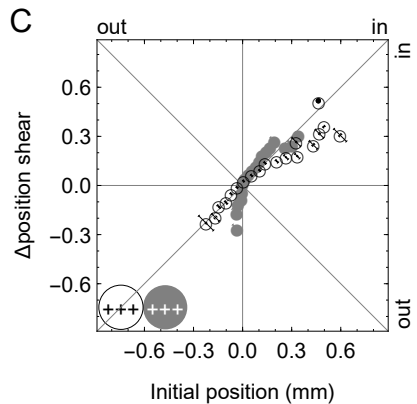 C
out
in
in
0.6
0.3
0.0
−0.3
−0.6
Δposition shear
out
+++
+++
−0.6 −0.3 0.0 0.3 0.6
Initial position (mm)